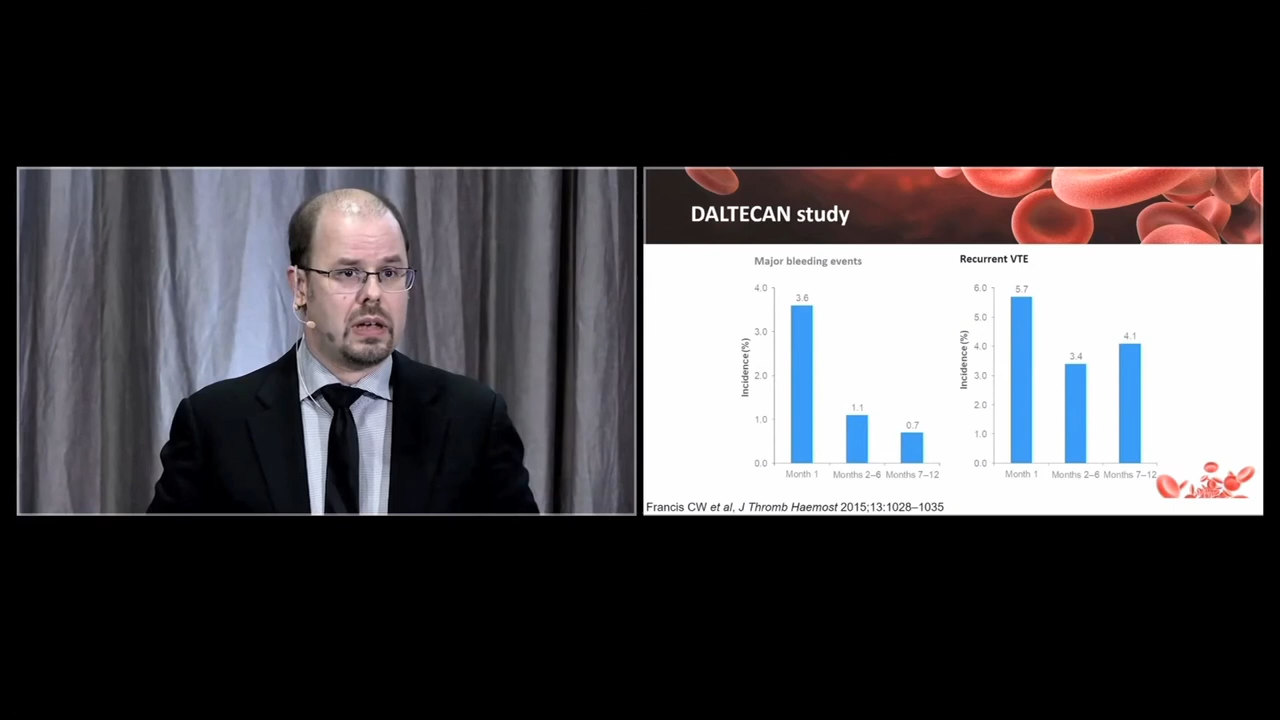 DALTECAN study
Major bleeding events
4.0
3.0
2.0
1.0
0.0
Incidence (%)
3.6
1.1
0.7
Month 1
Months 2–6
Months 7–12
Recurrent VTE
6.0
5.0
4.0
3.0
2.0
1.0
0.0
Incidence (%)
5.7
3.4
4.1
Month 1
Months 2–6
Months 7–12
Francis CW et al, J Thromb Haemost 2015;13:1028–1035